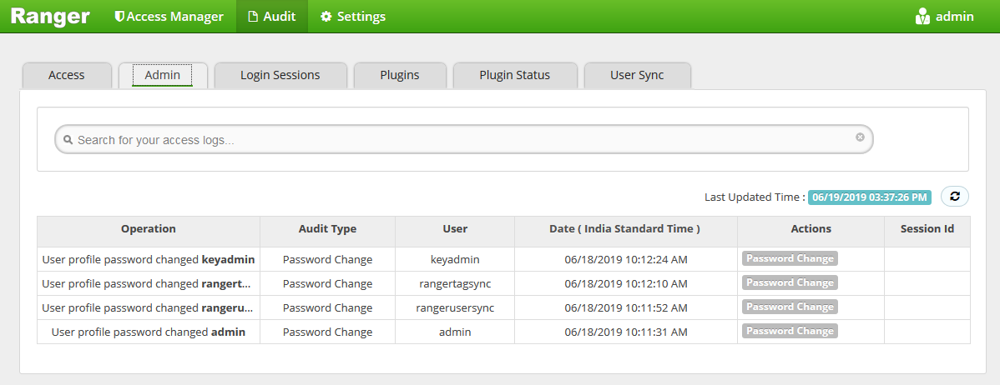 Ranger Access Manager Audit Settings admin
Access Admin Login Sessions Plugins Plugin Status User Sync
Search for your access logs...
Last Updated Time : 06/19/2019 03:37:26 PM
Operation Audit Type User Date ( India Standard Time ) Actions Session Id
User profile password changed keyadmin Password Change keyadmin 06/18/2019 10:12:24 AM Password Change
User profile password changed rangert... Password Change rangertagsync 06/18/2019 10:12:10 AM Password Change
User profile password changed rangeru... Password Change rangerusersync 06/18/2019 10:11:52 AM Password Change
User profile password changed admin Password Change admin 06/18/2019 10:11:31 AM Password Change